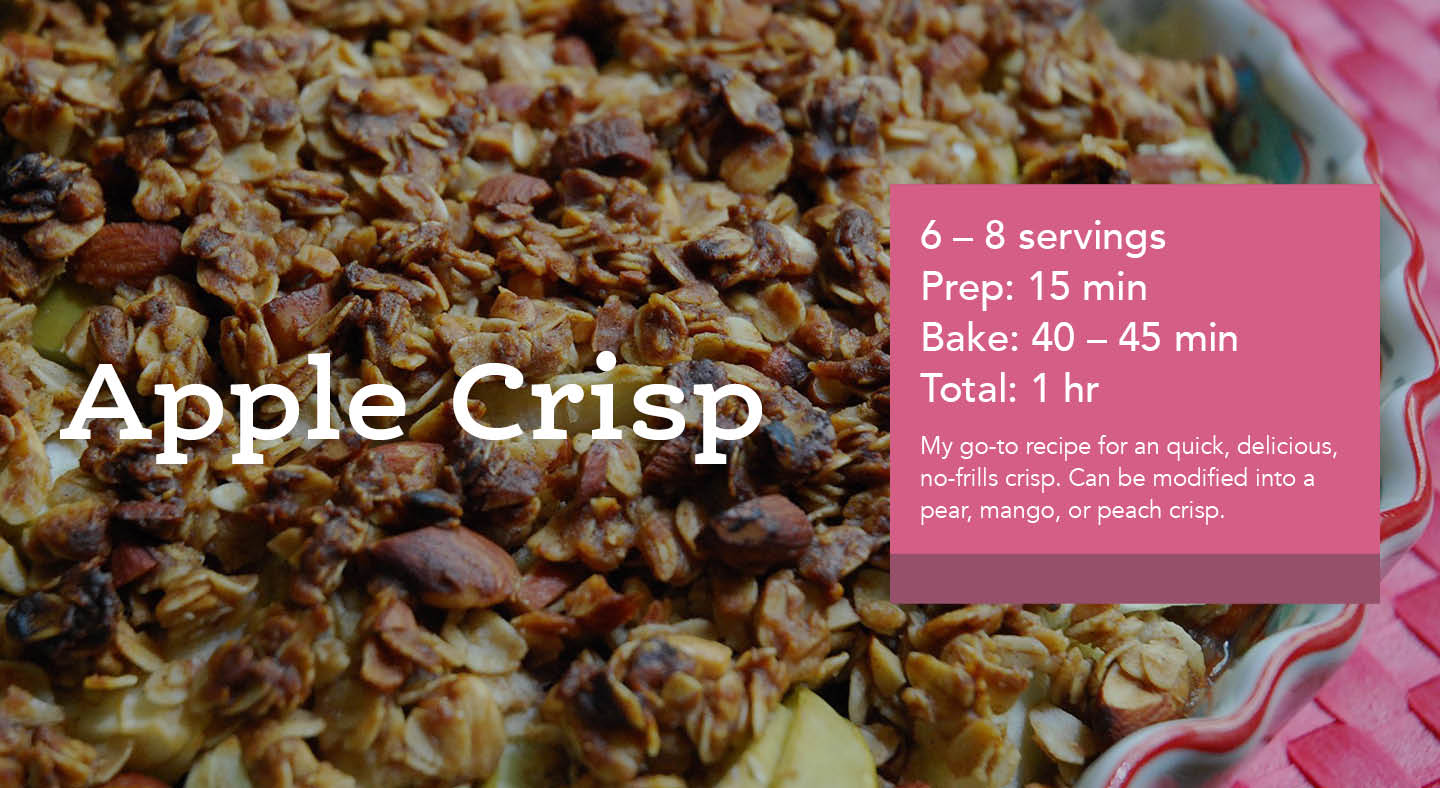 Apple Crisp
6 – 8 servings
Prep: 15 min
Bake: 40 – 45 min
Total: 1 hr
My go-to recipe for an quick, delicious,
no-frills crisp. Can be modified into a
pear, mango, or peach crisp.